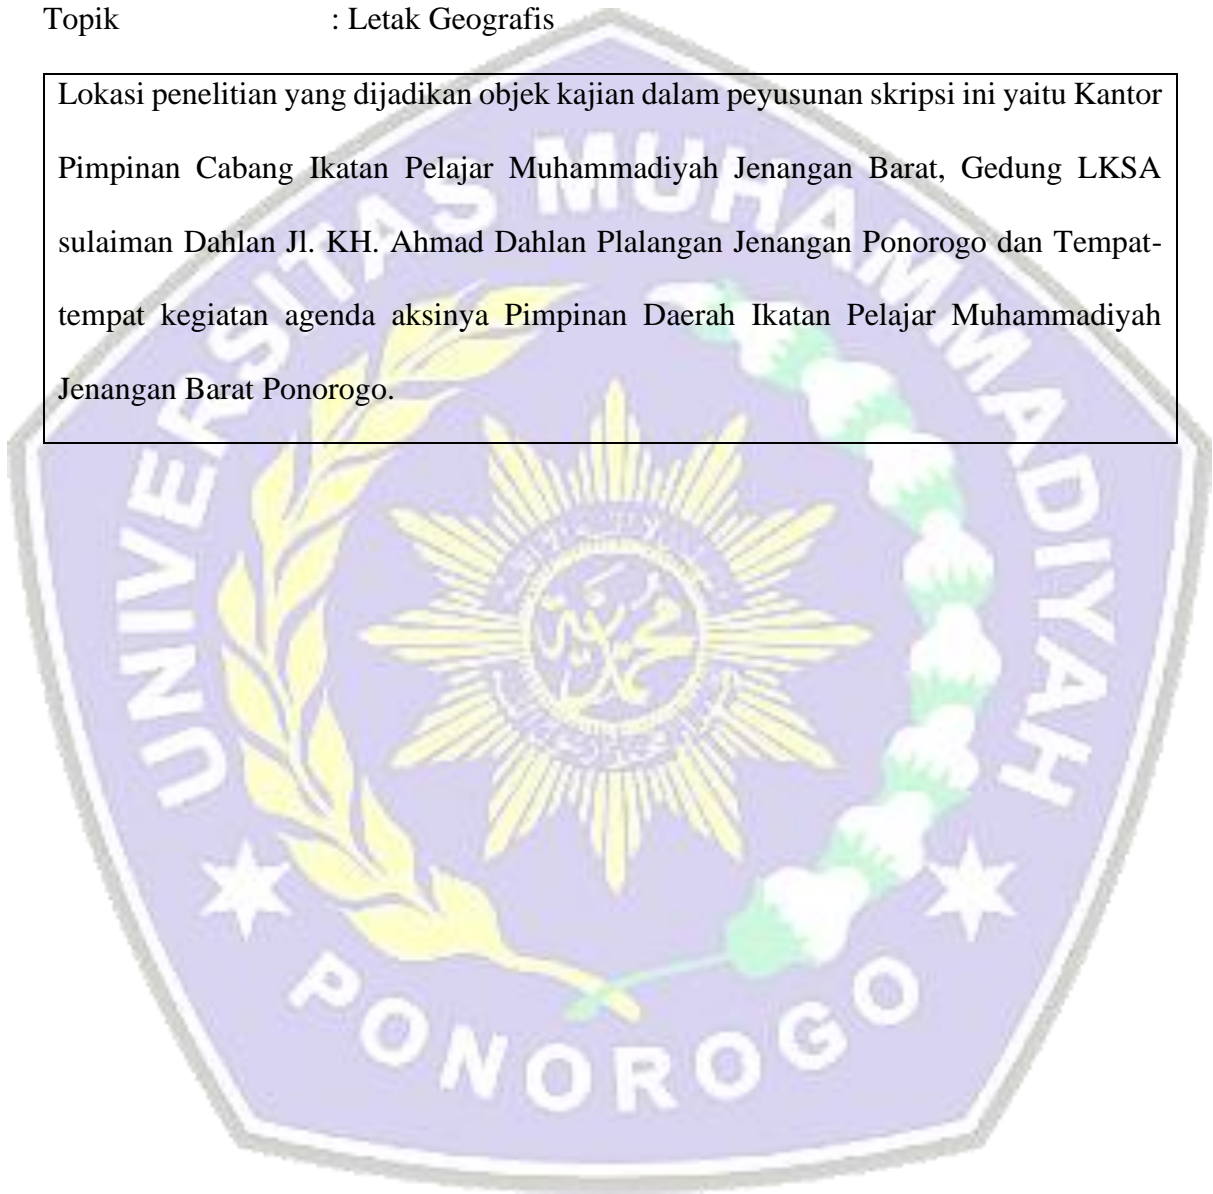 Topik : Letak Geografis
Lokasi penelitian yang dijadikan objek kajian dalam peyusunan skripsi ini yaitu Kantor
Pimpinan Cabang Ikatan Pelajar Muhammadiyah Jenangan Barat, Gedung LKSA
sulaiman Dahlan Jl. KH. Ahmad Dahlan Plalangan Jenangan Ponorogo dan Tempat-
tempat kegiatan agenda aksinya Pimpinan Daerah Ikatan Pelajar Muhammadiyah
Jenangan Barat Ponorogo.
UNIVERSITAS MUHAMMADIYAH
PONOROGO